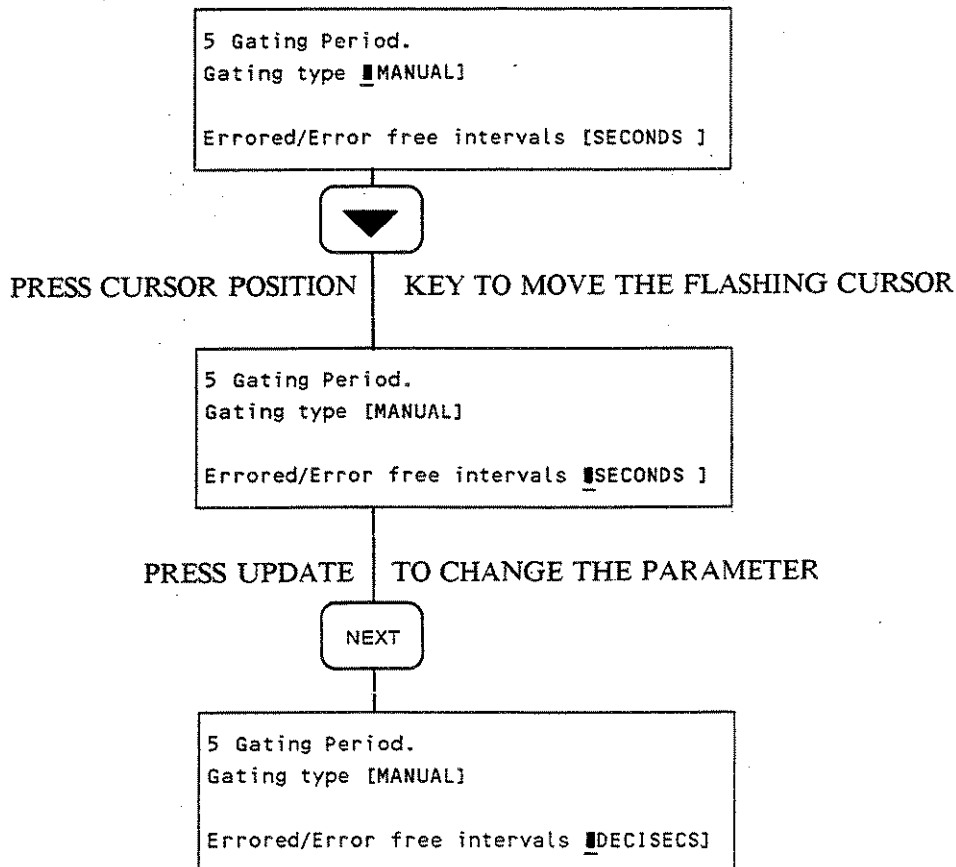 5 Gating Period.
Gating type [MANUAL]
Errored/Error free intervals [SECONDS ]
PRESS CURSOR POSITION KEY TO MOVE THE FLASHING CURSOR
5 Gating Period.
Gating type [MANUAL]
Errored/Error free intervals [SECONDS ]
PRESS UPDATE TO CHANGE THE PARAMETER
NEXT
5 Gating Period.
Gating type [MANUAL]
Errored/Error free intervals [DECISECS]